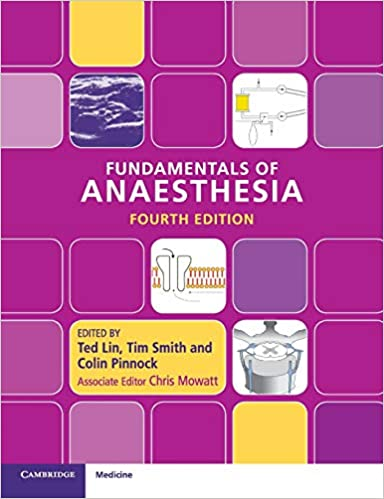 FUNDAMENTALS OF
ANAESTHESIA
FOURTH EDITION
EDITED BY
Ted Lin, Tim Smith and
Colin Pinnock
Associate Editor Chris Mowatt
CAMBRIDGE
Medicine